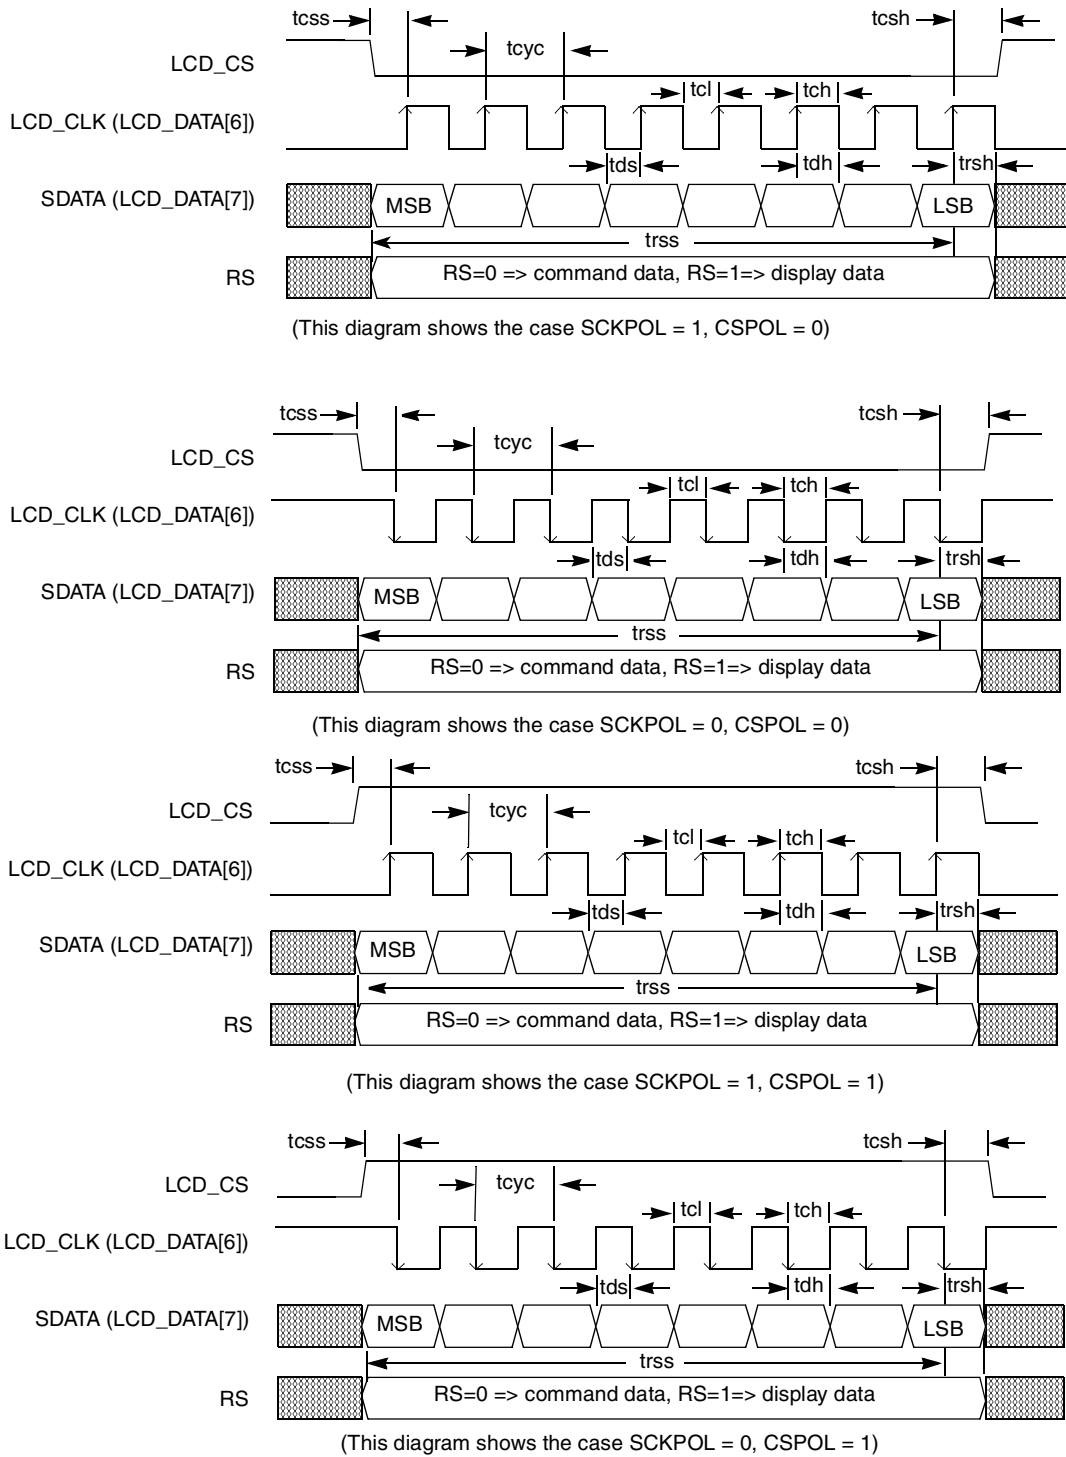 tcss
tcsh
tcyc
LCD_CS
tcl
tch
LCD_CLK (LCD_DATA[6])
tds
tdh
trsh
SDATA (LCD_DATA[7])
MSB
LSB
trss
RS
RS=0 => command data, RS=1=> display data
(This diagram shows the case SCKPOL = 1, CSPOL = 0)
tcss
tcsh
tcyc
LCD_CS
tcl
tch
LCD_CLK (LCD_DATA[6])
tds
tdh
trsh
SDATA (LCD_DATA[7])
MSB
LSB
trss
RS
RS=0 => command data, RS=1=> display data
(This diagram shows the case SCKPOL = 0, CSPOL = 0)
tcss
tcsh
tcyc
LCD_CS
tcl
tch
LCD_CLK (LCD_DATA[6])
tds
tdh
trsh
SDATA (LCD_DATA[7])
MSB
LSB
trss
RS
RS=0 => command data, RS=1=> display data
(This diagram shows the case SCKPOL = 1, CSPOL = 1)
tcss
tcsh
tcyc
LCD_CS
tcl
tch
LCD_CLK (LCD_DATA[6])
tds
tdh
trsh
SDATA (LCD_DATA[7])
MSB
LSB
trss
RS
RS=0 => command data, RS=1=> display data
(This diagram shows the case SCKPOL = 0, CSPOL = 1)